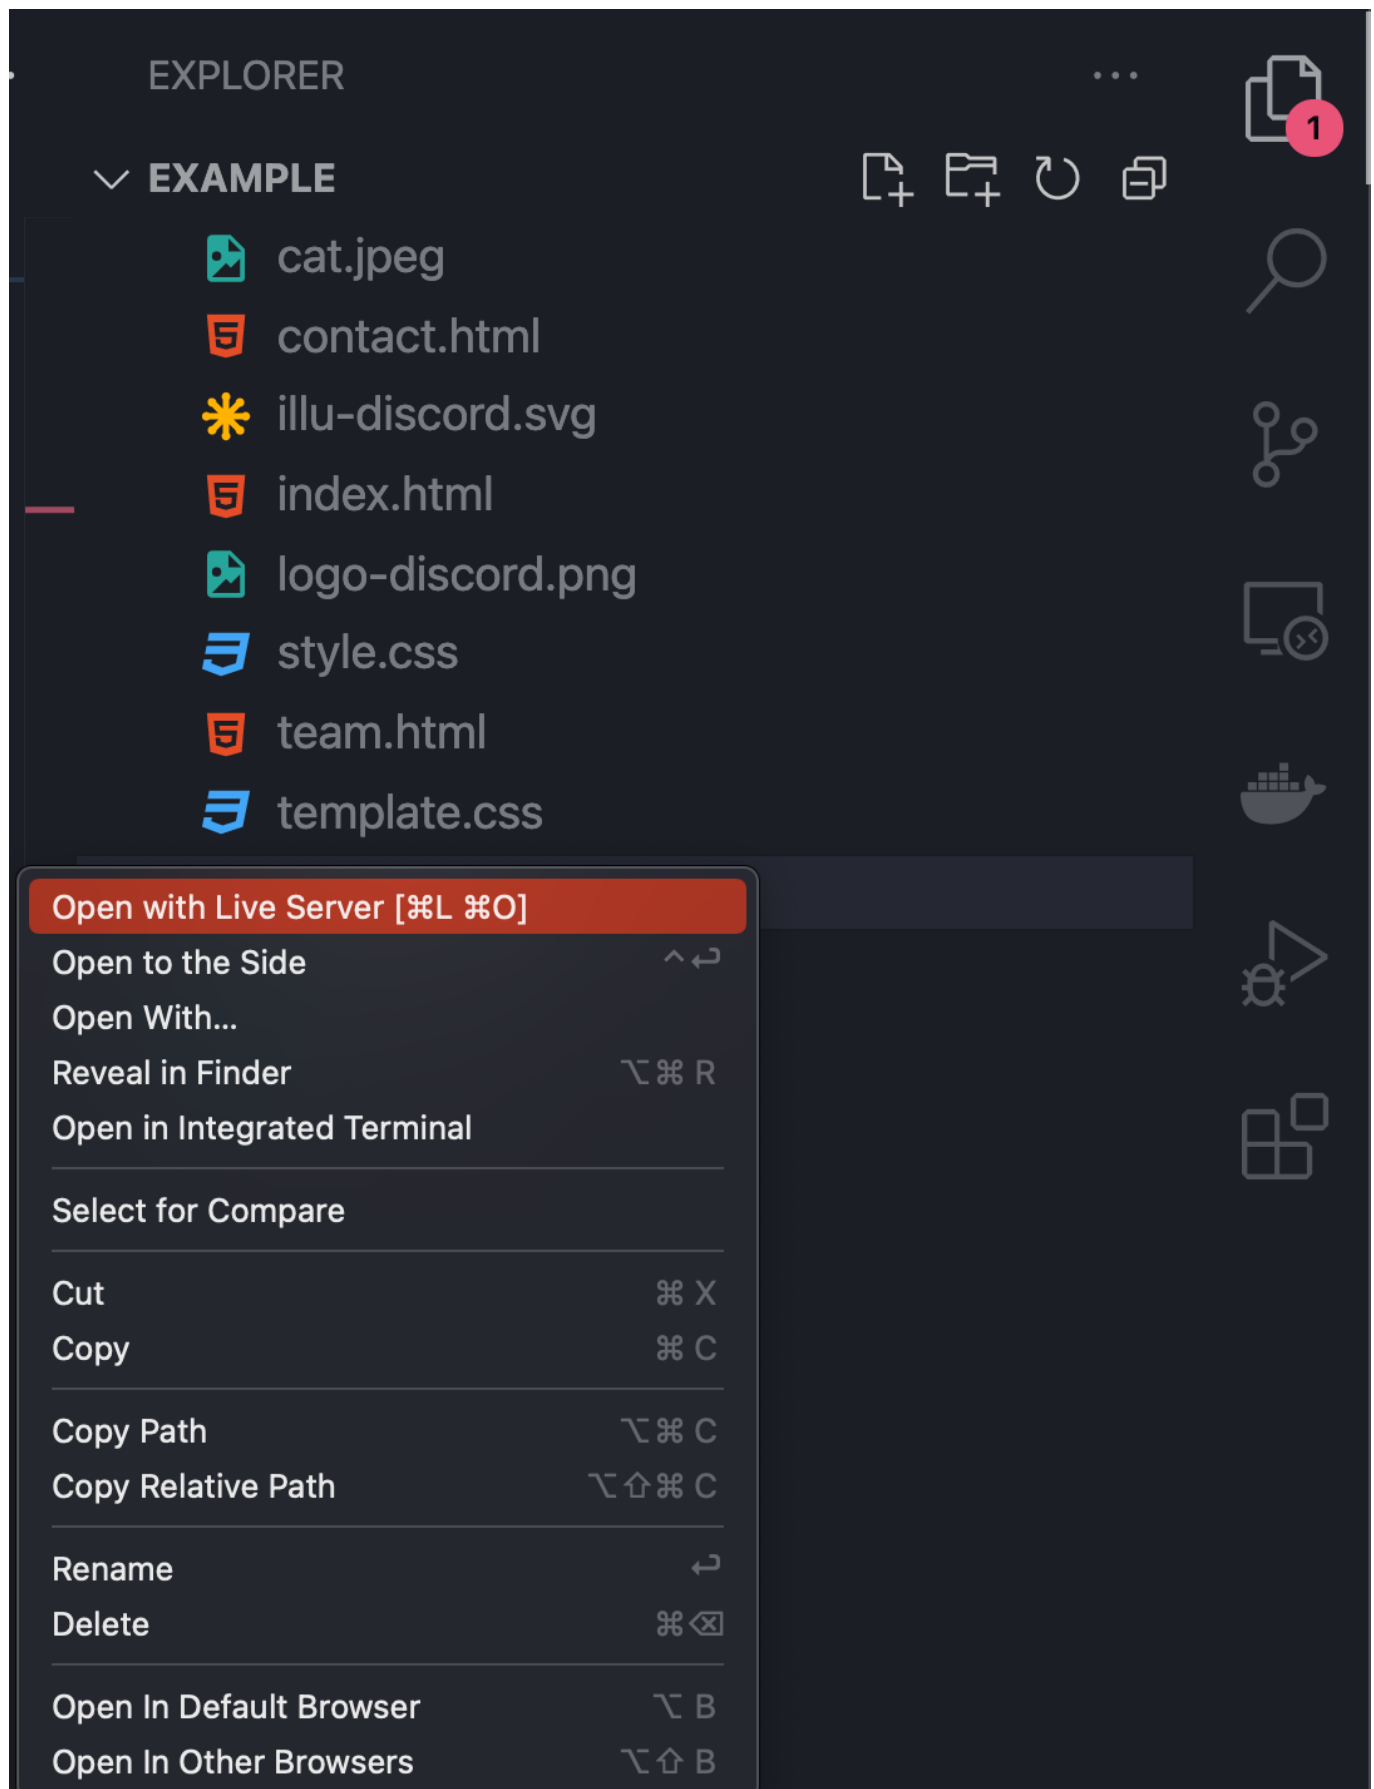 EXPLORER
1
EXAMPLE
cat.jpeg
contact.html
illu-discord.svg
index.html
logo-discord.png
style.css
team.html
template.css
Open with Live Server [⌘L ⌘O]
Open to the Side ^⏎
Open With...
Reveal in Finder ⌥⌘ R
Open in Integrated Terminal
Select for Compare
Cut ⌘ X
Copy ⌘ C
Copy Path ⌥⌘ C
Copy Relative Path ⌥⇧⌘ C
Rename ⏎
Delete ⌘⌫
Open In Default Browser ⌥ B
Open In Other Browsers ⌥⇧ B